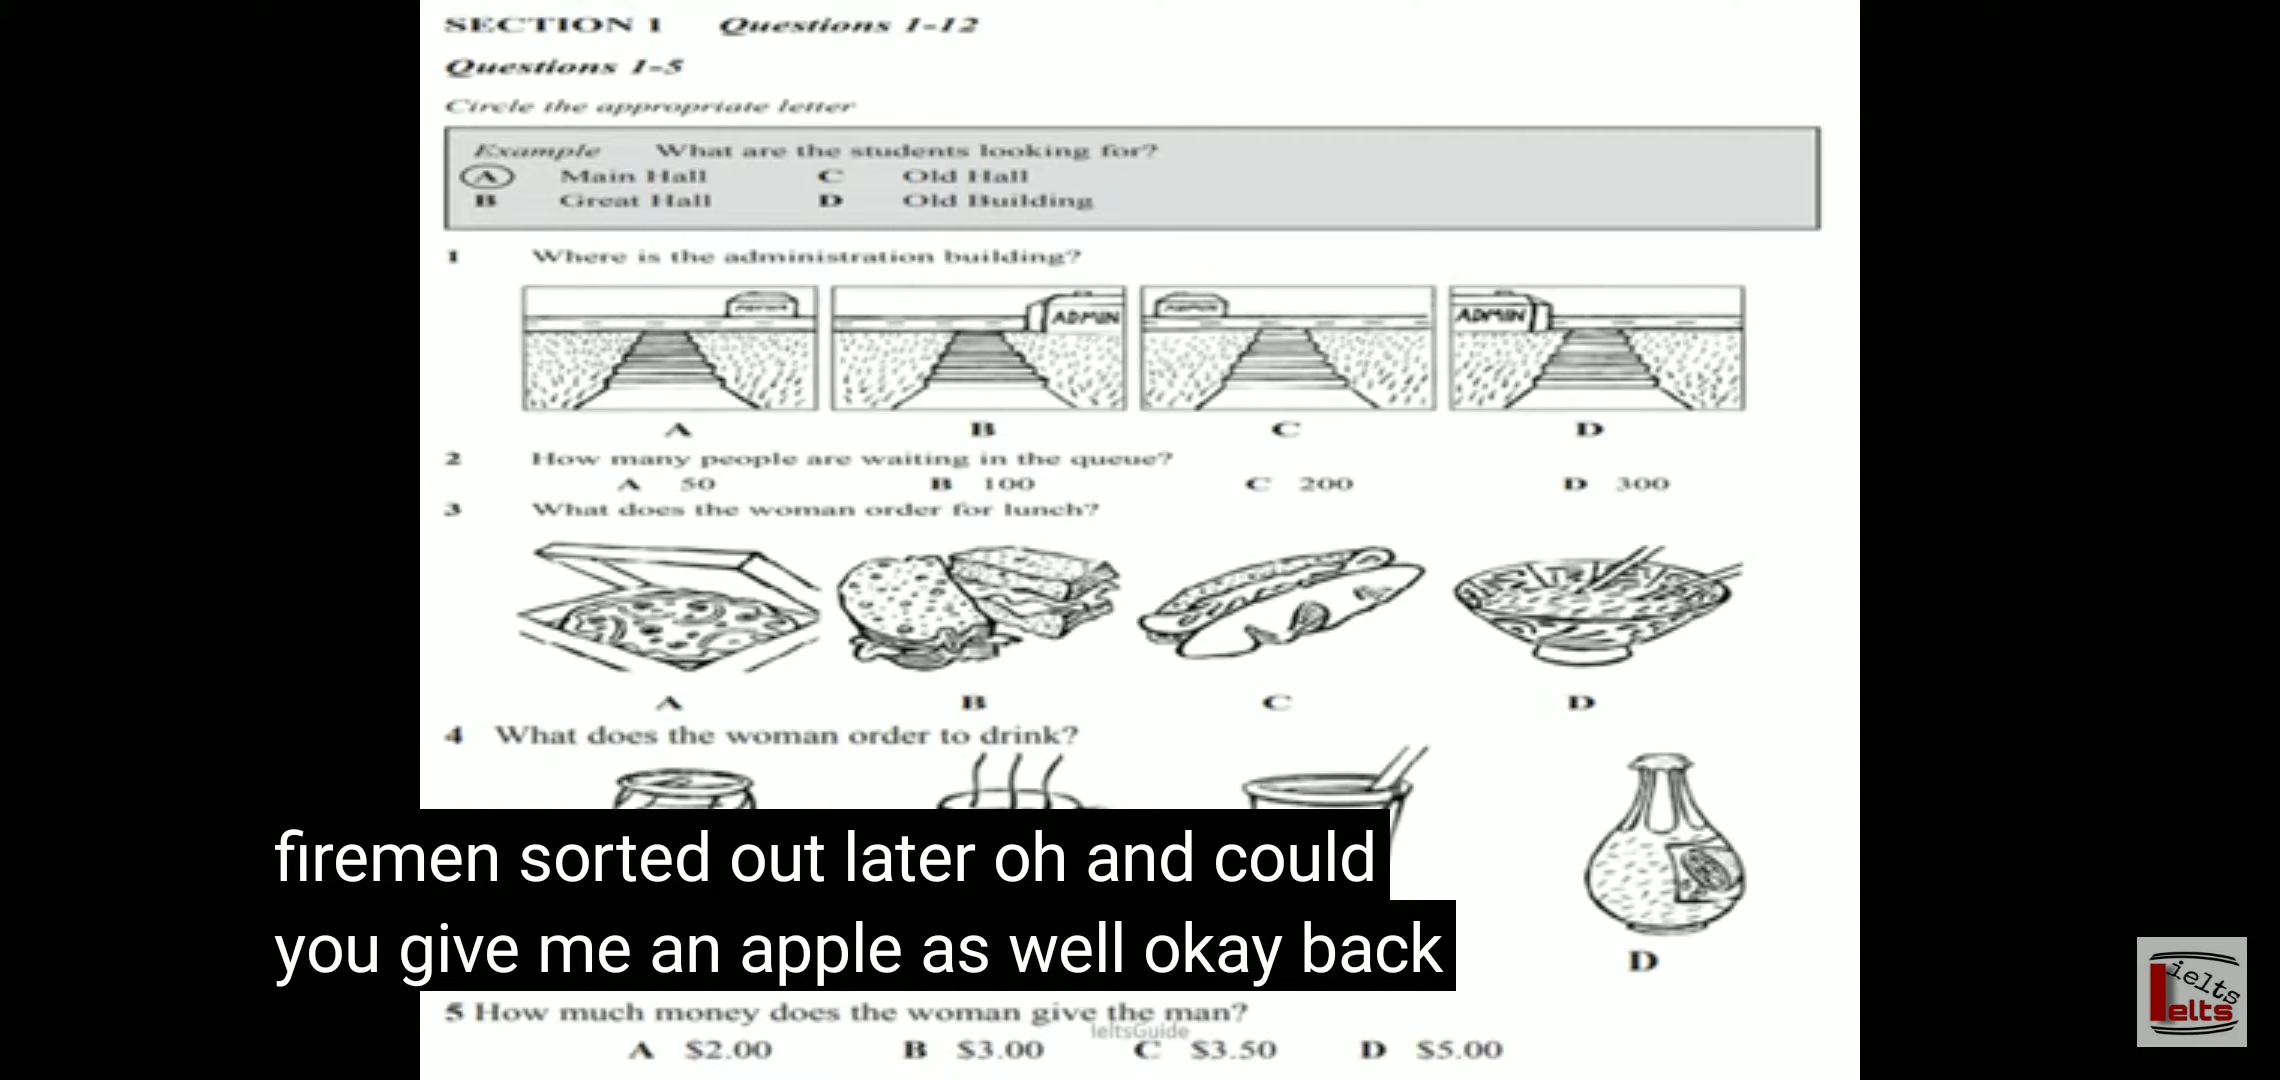 SECTION 1 Questions 1-12
Questions 1-5
Circle the appropriate letter
Example What are the students looking for?
A Main Hall C Old Hall
B Great Hall D Old Building
1 Where is the administration building?
ADMIN ADMIN ADMIN ADMIN
A B C D
2 How many people are waiting in the queue?
A 50 B 100 C 200 D 300
3 What does the woman order for lunch?
A B C D
4 What does the woman order to drink?
firemen sorted out later oh and could
you give me an apple as well okay back
D
ielts
Ielts
5 How much money does the woman give the man?
IeltsGuide
A $2.00 B $3.00 C $3.50 D $5.00